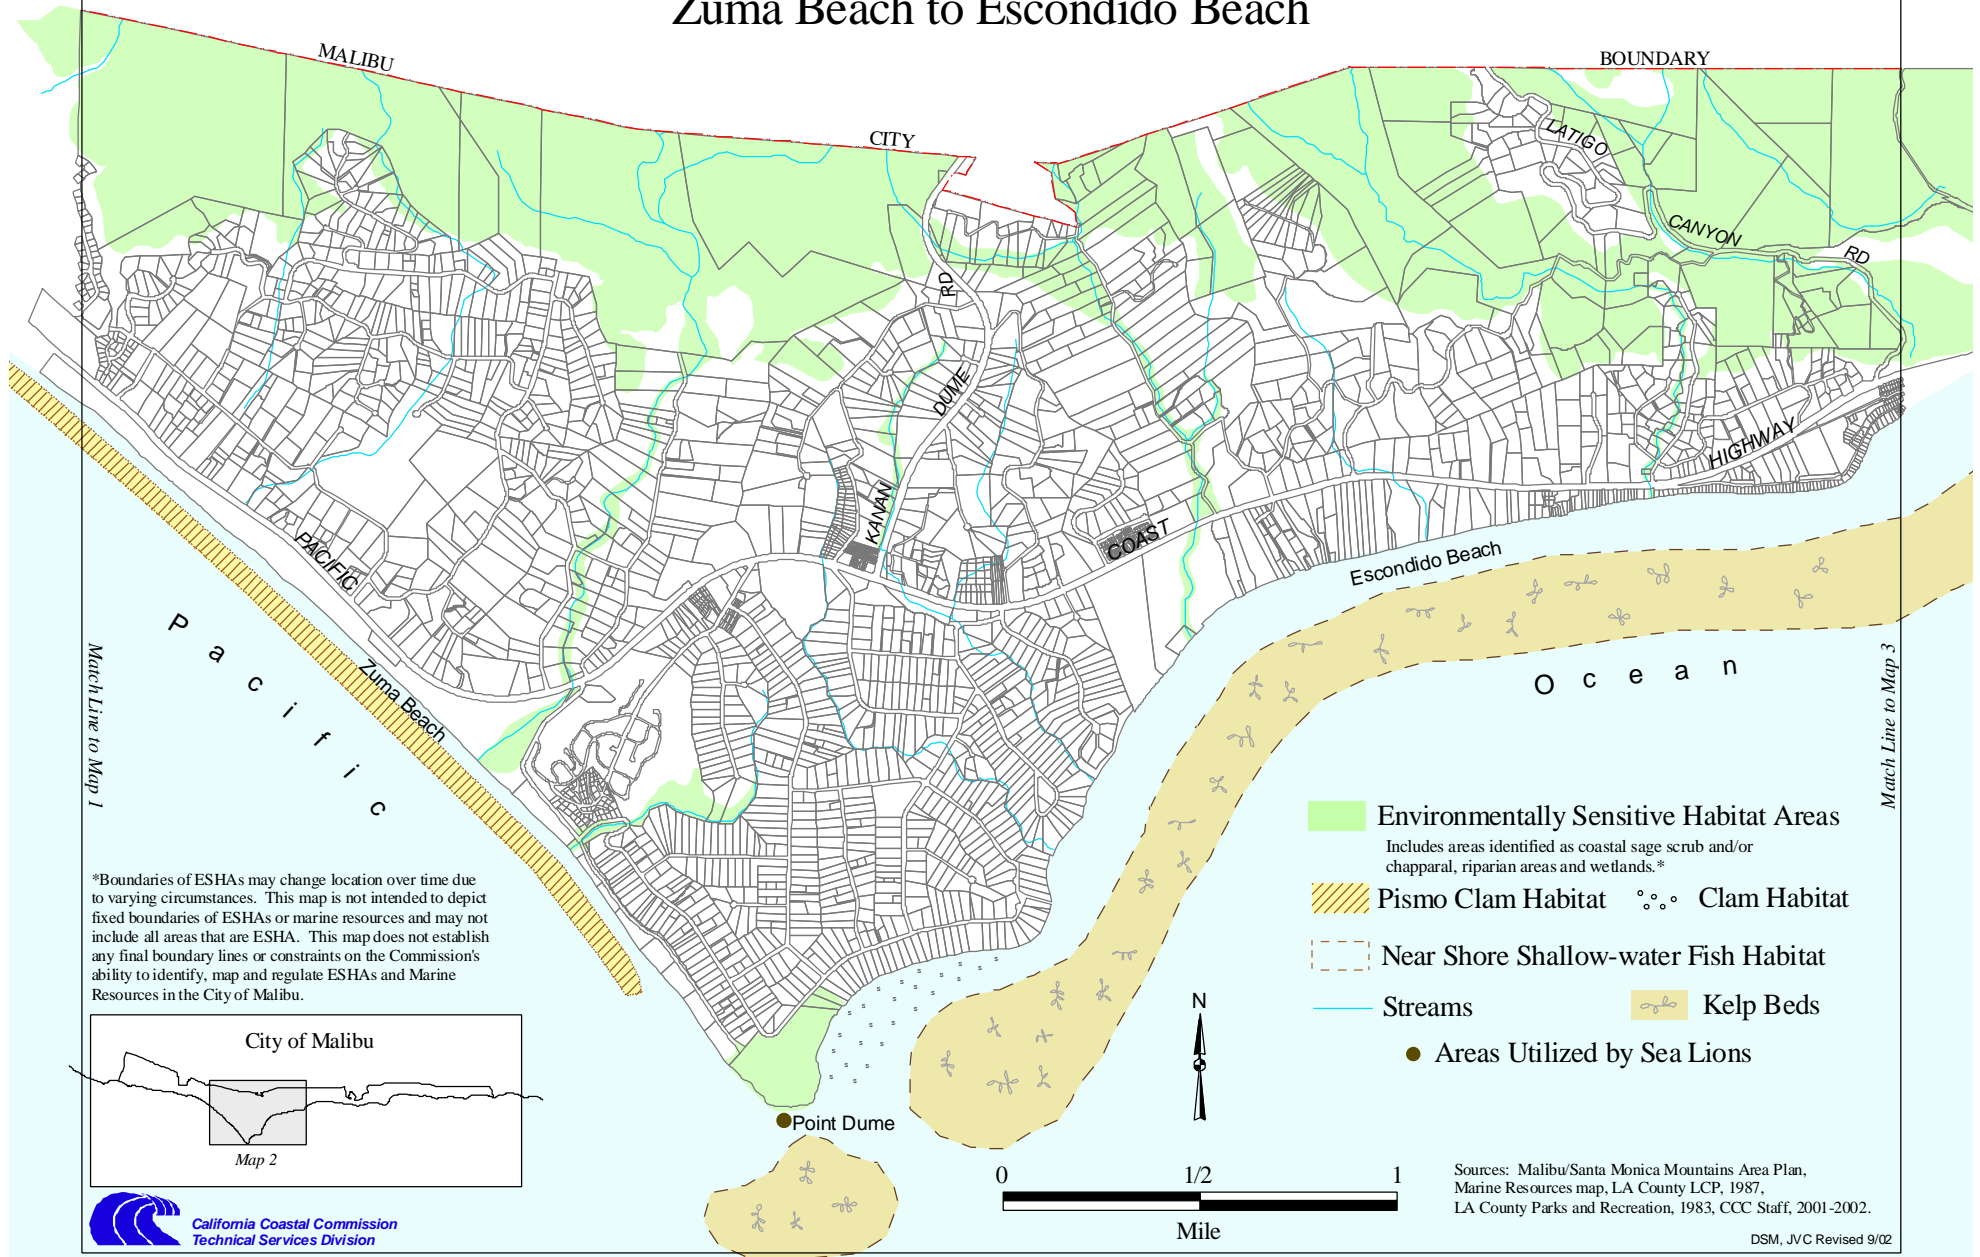 Zuma Beach to Escondido Beach
MALIBU
CITY
BOUNDARY
LATIGO
CANYON
RD
RD
DUME
KANAN
PACIFIC
COAST
HIGHWAY
Zuma Beach
Escondido Beach
Pacific
Ocean
Match Line to Map 1
Match Line to Map 3
Point Dume
Environmentally Sensitive Habitat Areas
Includes areas identified as coastal sage scrub and/or
chapparal, riparian areas and wetlands.*
Pismo Clam Habitat
Clam Habitat
Near Shore Shallow-water Fish Habitat
Streams
Kelp Beds
Areas Utilized by Sea Lions
*Boundaries of ESHAs may change location over time due
to varying circumstances. This map is not intended to depict
fixed boundaries of ESHAs or marine resources and may not
include all areas that are ESHA. This map does not establish
any final boundary lines or constraints on the Commission's
ability to identify, map and regulate ESHAs and Marine
Resources in the City of Malibu.
City of Malibu
Map 2
California Coastal Commission
Technical Services Division
N
0 1/2 1
Mile
Sources: Malibu/Santa Monica Mountains Area Plan,
Marine Resources map, LA County LCP, 1987,
LA County Parks and Recreation, 1983, CCC Staff, 2001-2002.
DSM, JVC Revised 9/02